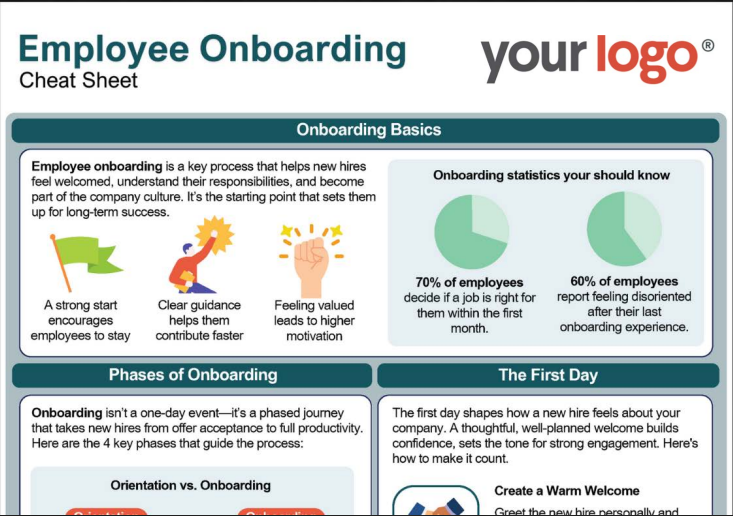 Employee Onboarding
Cheat Sheet
your logo®
Onboarding Basics
Employee onboarding is a key process that helps new hires
feel welcomed, understand their responsibilities, and become
part of the company culture. It's the starting point that sets them
up for long-term success.
A strong start
encourages
employees to stay
Clear guidance
helps them
contribute faster
Feeling valued
leads to higher
motivation
Onboarding statistics your should know
70% of employees
decide if a job is right for
them within the first
month.
60% of employees
report feeling disoriented
after their last
onboarding experience.
Phases of Onboarding
Onboarding isn't a one-day event—it's a phased journey
that takes new hires from offer acceptance to full productivity.
Here are the 4 key phases that guide the process:
Orientation vs. Onboarding
Orientation
Onboarding
The First Day
The first day shapes how a new hire feels about your
company. A thoughtful, well-planned welcome builds
confidence, sets the tone for strong engagement. Here's
how to make it count.
Create a Warm Welcome
Greet the new hire personally and